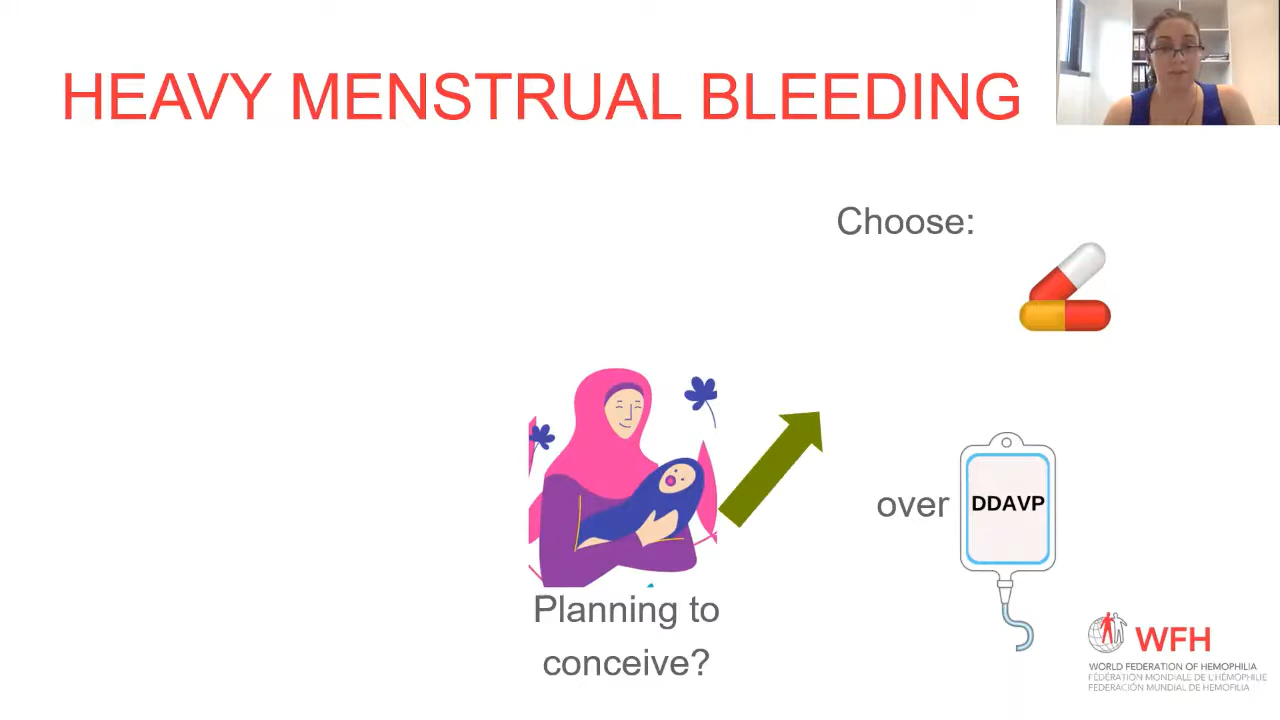 HEAVY MENSTRUAL BLEEDING
Choose:
over
DDAVP
Planning to
conceive?
WFH
WORLD FEDERATION OF HEMOPHILIA
FÉDÉRATION MONDIALE DE L'HÉMOPHILIE
FEDERACIÓN MUNDIAL DE HEMOFILIA